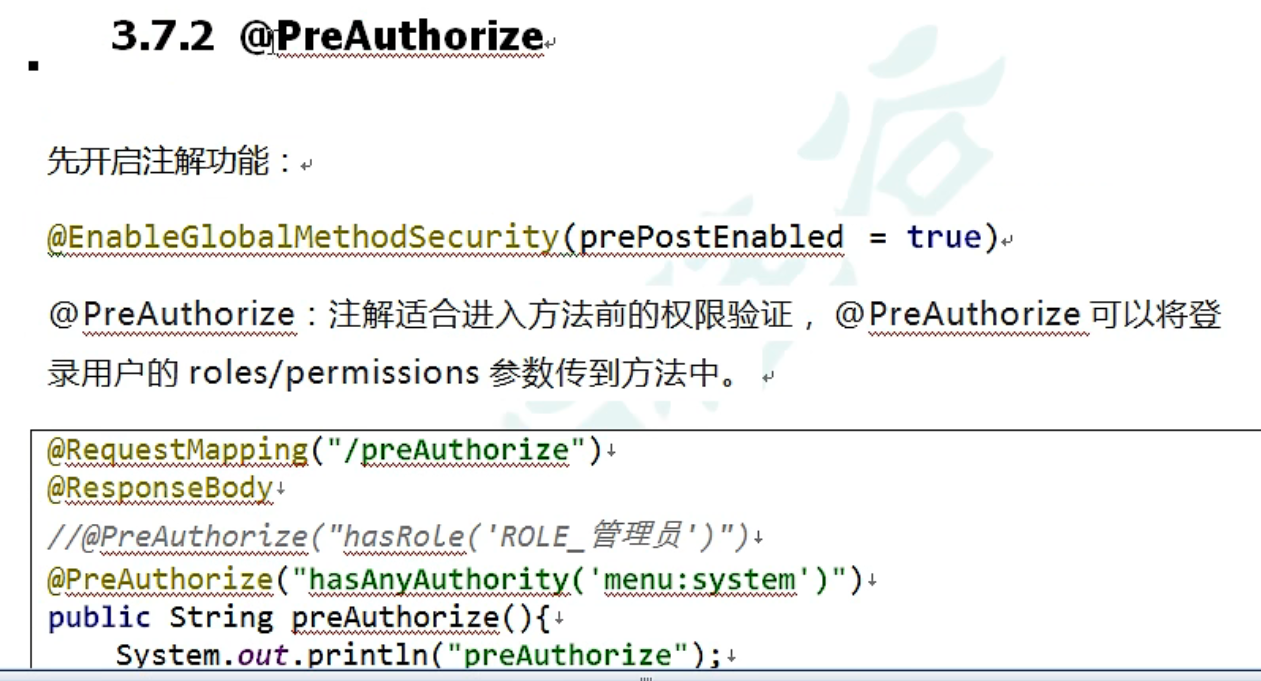 3.7.2 @PreAuthorize
先开启注解功能：
@EnableGlobalMethodSecurity(prePostEnabled = true)
@PreAuthorize：注解适合进入方法前的权限验证，@PreAuthorize 可以将登
录用户的 roles/permissions 参数传到方法中。
@RequestMapping("/preAuthorize")
@ResponseBody
//@PreAuthorize("hasRole('ROLE_管理员')")
@PreAuthorize("hasAnyAuthority('menu:system')")
public String preAuthorize(){
System.out.println("preAuthorize");